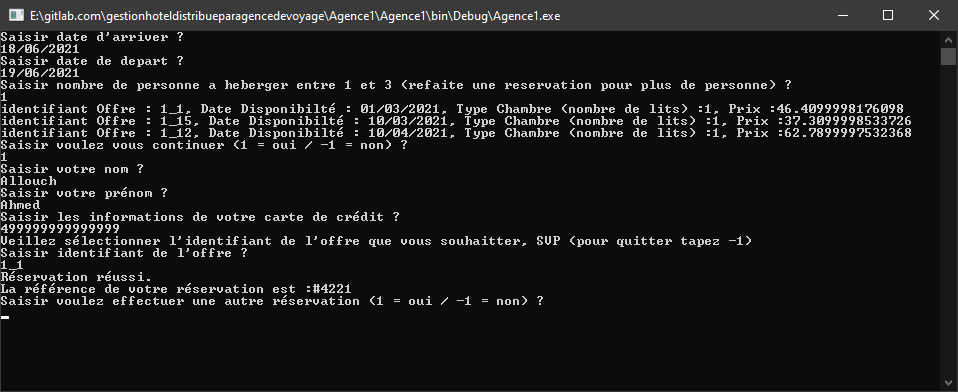 E:\gitlab.com\gestionhoteldistribueparagencedevoyage\Agence1\Agence1\bin\Debug\Agence1.exe
Saisir date d'arriver ?
18/06/2021
Saisir date de depart ?
19/06/2021
Saisir nombre de personne a heberger entre 1 et 3 (refaite une reservation pour plus de personne) ?
1
identifiant Offre : 1_1, Date Disponibilté : 01/03/2021, Type Chambre (nombre de lits) :1, Prix :46.4099998176098
identifiant Offre : 1_15, Date Disponibilté : 10/03/2021, Type Chambre (nombre de lits) :1, Prix :37.3099998533726
identifiant Offre : 1_12, Date Disponibilté : 10/04/2021, Type Chambre (nombre de lits) :1, Prix :62.7899997532368
Saisir voulez vous continuer (1 = oui / -1 = non) ?
1
Saisir votre nom ?
Allouch
Saisir votre prénom ?
Ahmed
Saisir les informations de votre carte de crédit ?
499999999999999
Veillez sélectionner l'identifiant de l'offre que vous souhaitter, SVP (pour quitter tapez -1)
Saisir identifiant de l'offre ?
1_1
Réservation réussi.
La référence de votre réservation est :#4221
Saisir voulez effectuer une autre réservation (1 = oui / -1 = non) ?